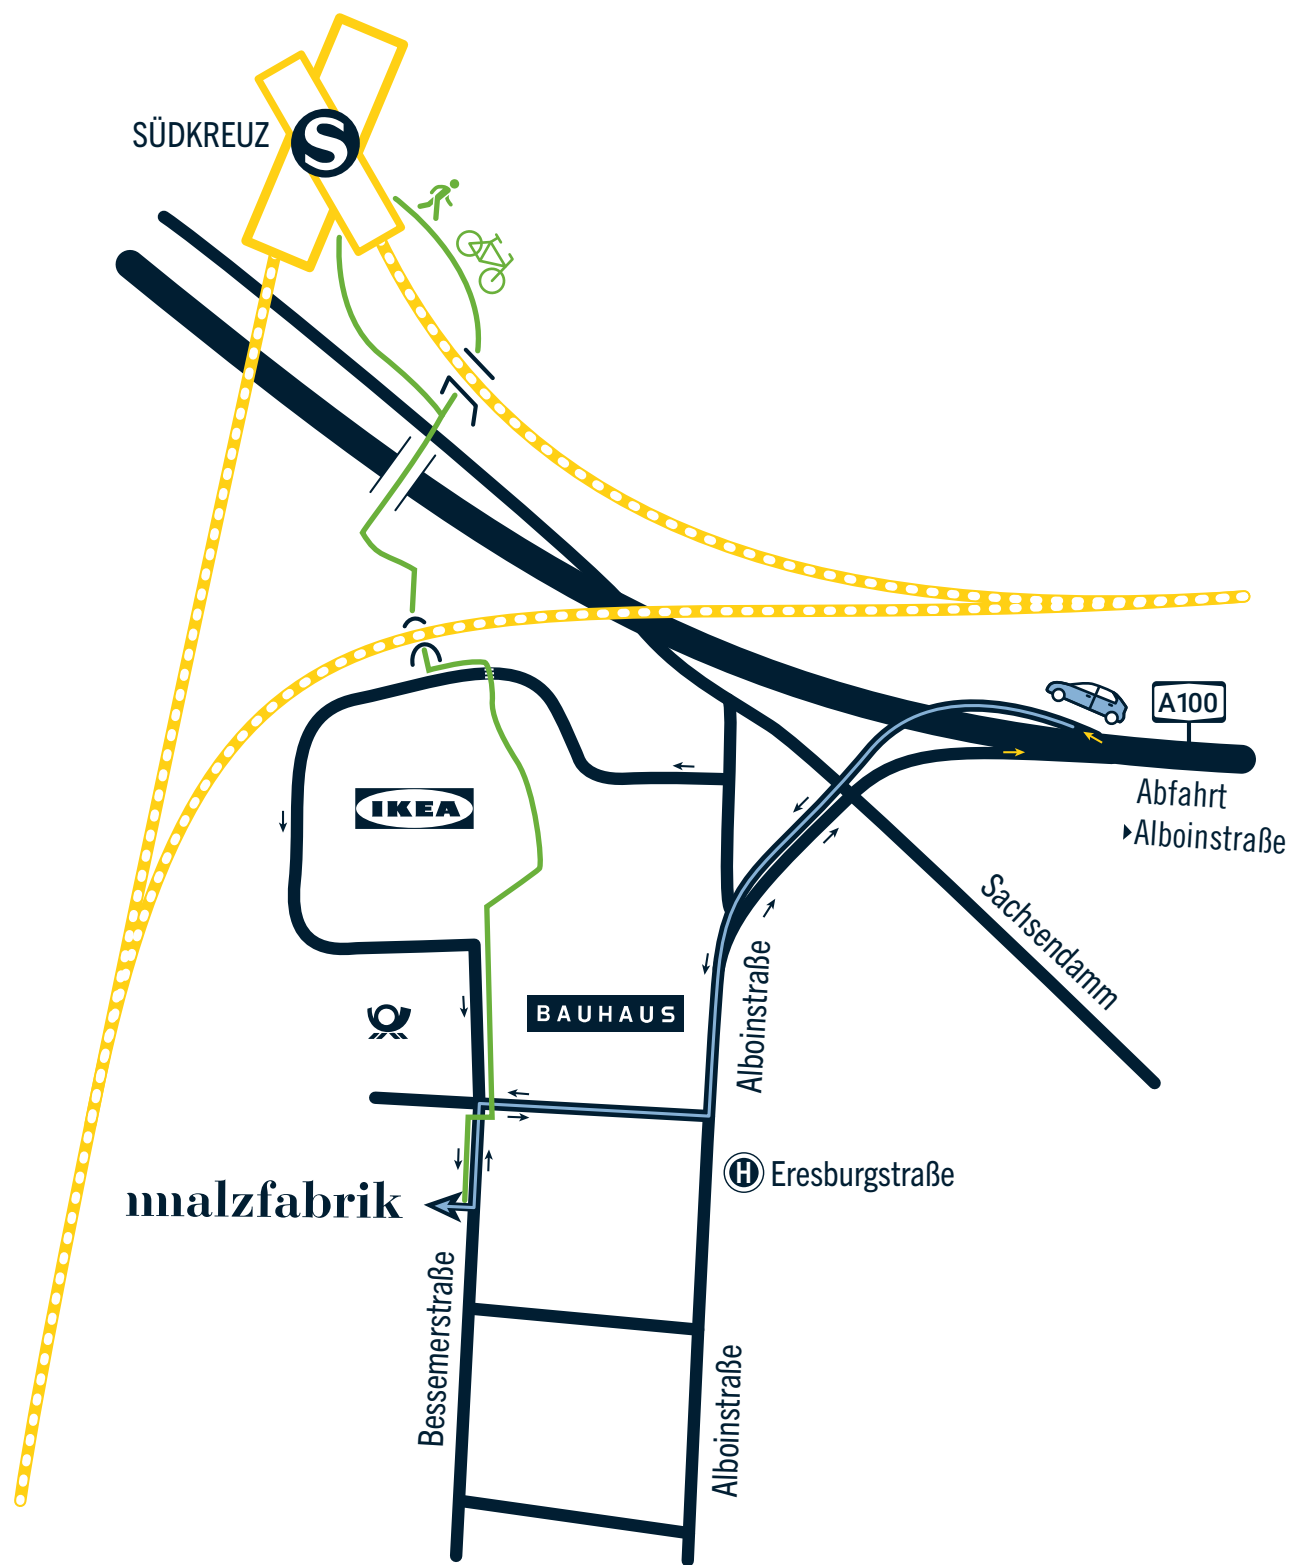 SÜDKREUZ
S
A100
Abfahrt
Alboinstraße
IKEA
Sachsendamm
BAUHAUS
Alboinstraße
H Eresburgstraße
malzfabrik
Bessemerstraße
Alboinstraße